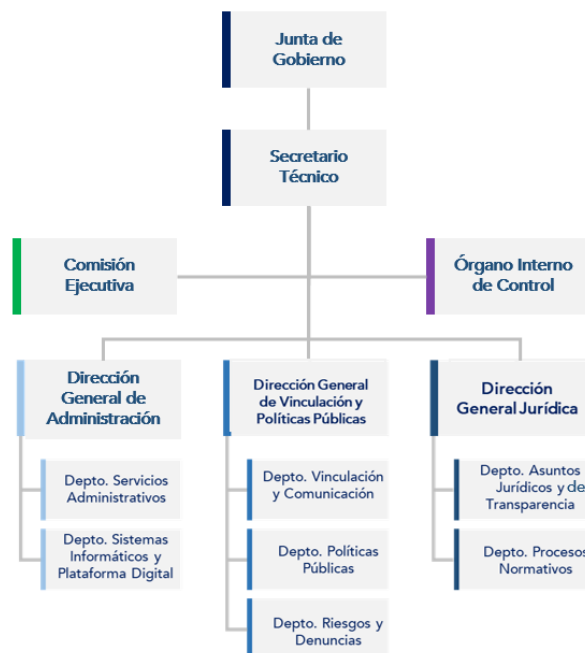 Junta de
Gobierno
Secretario
Técnico
Comisión
Ejecutiva
Órgano Interno
de Control
Dirección
General de
Administración
Dirección General
de Vinculación y
Políticas Públicas
Dirección
General Jurídica
Depto. Servicios
Administrativos
Depto. Vinculación
y Comunicación
Depto. Asuntos
Jurídicos y de
Transparencia
Depto. Sistemas
Informáticos y
Plataforma Digital
Depto. Políticas
Públicas
Depto. Procesos
Normativos
Depto. Riesgos y
Denuncias